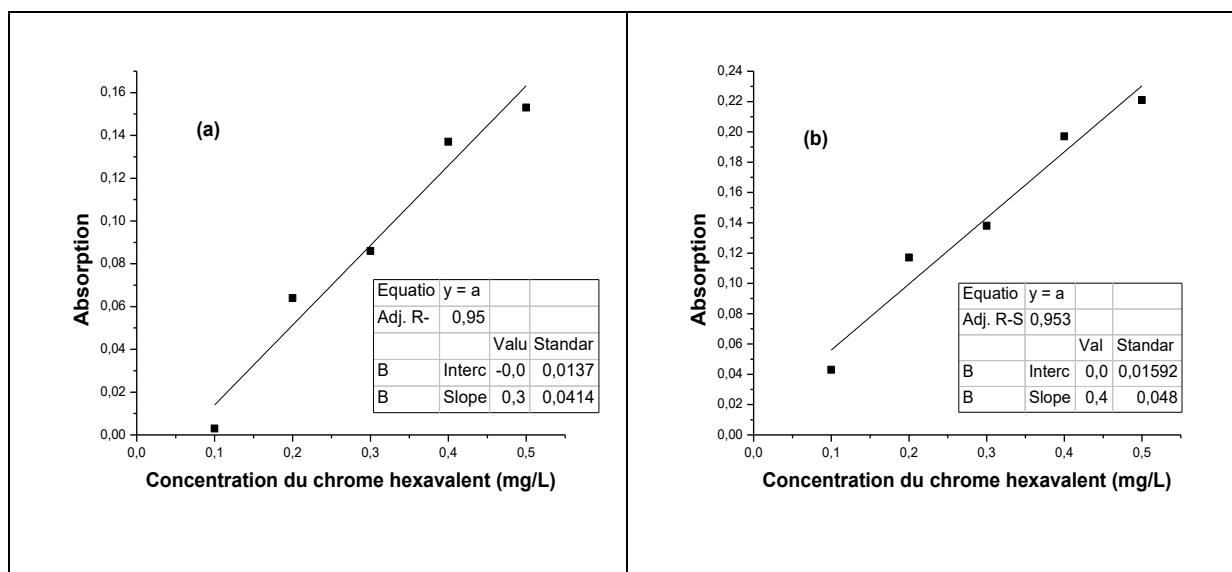 (a)
Absorption
0,16
0,14
0,12
0,10
0,08
0,06
0,04
0,02
0,00
0,0 0,1 0,2 0,3 0,4 0,5
Concentration du chrome hexavalent (mg/L)
Equatio y = a
Adj. R- 0,95
Valu Standar
B Interc -0,0 0,0137
B Slope 0,3 0,0414
(b)
Absorption
0,24
0,22
0,20
0,18
0,16
0,14
0,12
0,10
0,08
0,06
0,04
0,02
0,00
0,0 0,1 0,2 0,3 0,4 0,5
Concentration du chrome hexavalent (mg/L)
Equatio y = a
Adj. R-S 0,953
Val Standar
B Interc 0,0 0,01592
B Slope 0,4 0,048